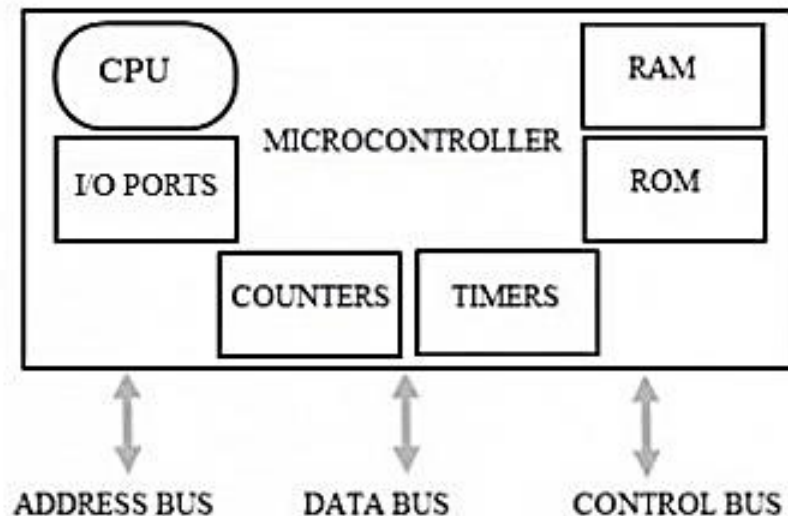 CPU
RAM
MICROCONTROLLER
I/O PORTS
ROM
COUNTERS
TIMERS
ADDRESS BUS
DATA BUS
CONTROL BUS